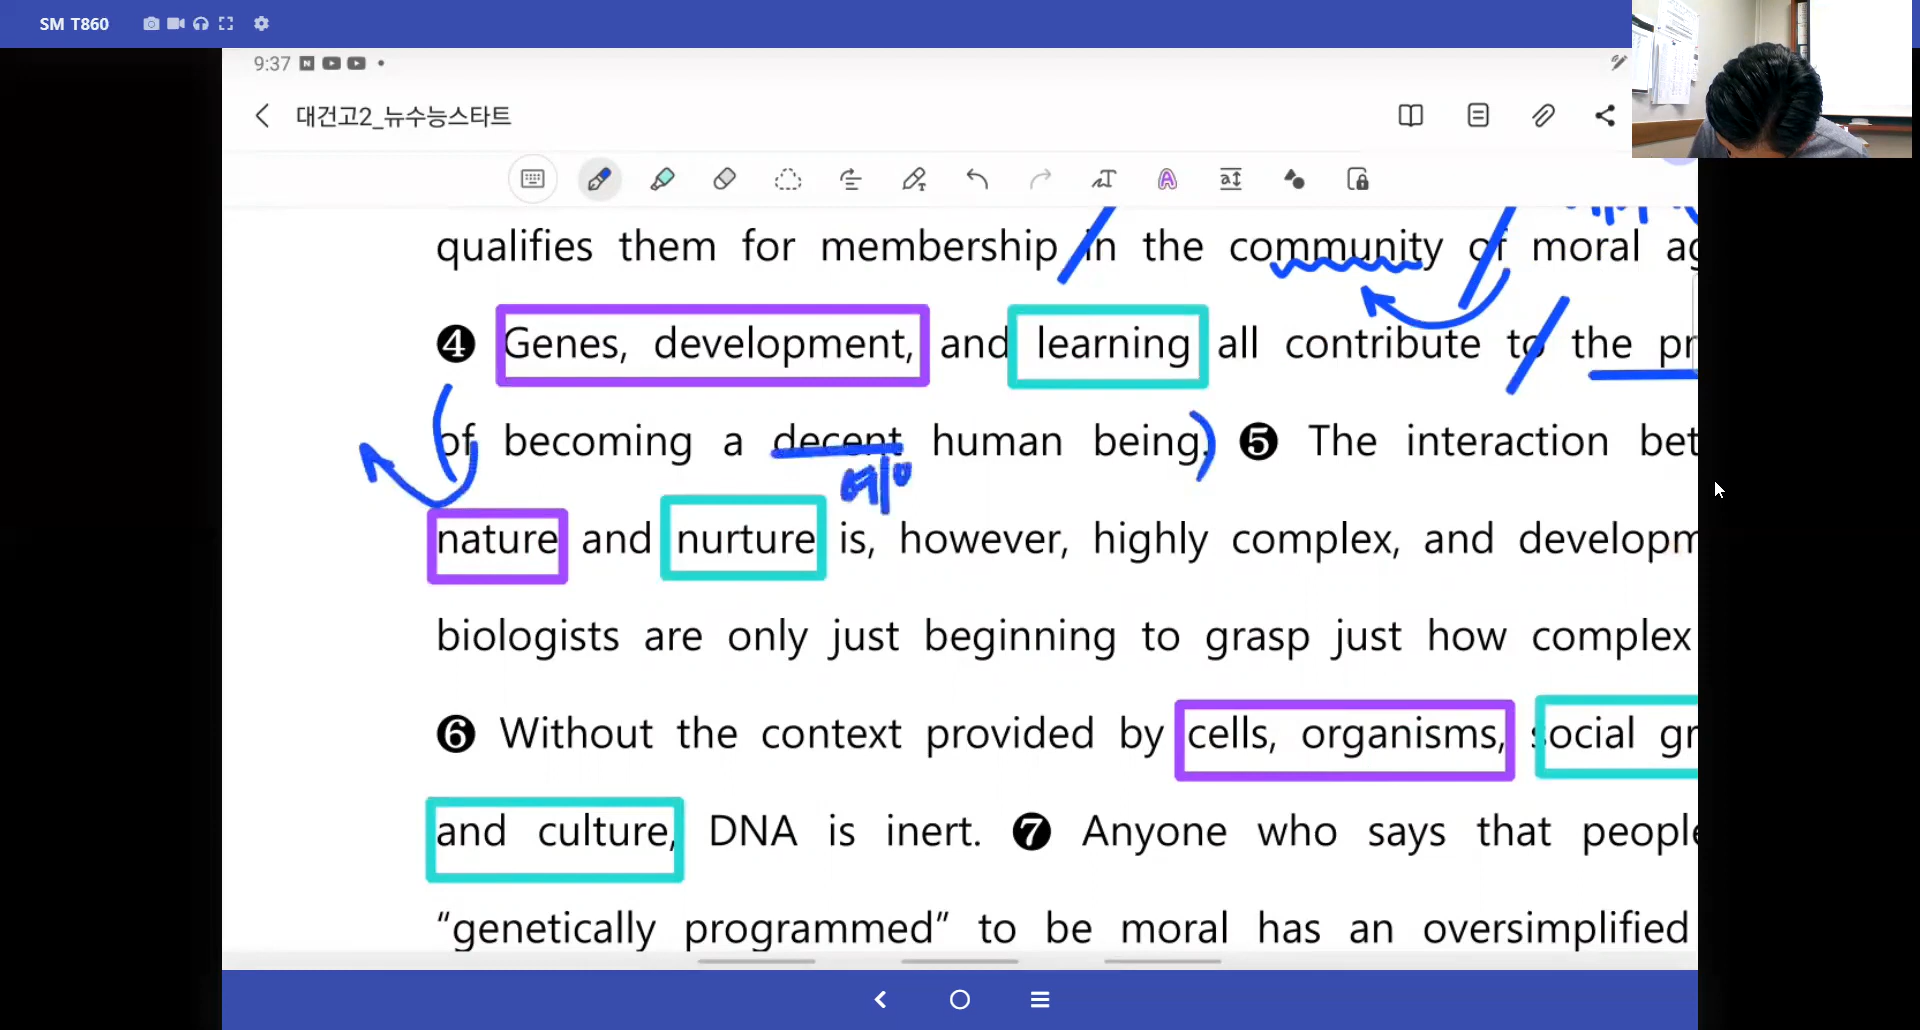 SM T860
9:37
대건고2_뉴수능스타트
qualifies them for membership in the community of moral ag
❹ Genes, development, and learning all contribute to the pr
of becoming a decent human being. ❺ The interaction bet
nature and nurture is, however, highly complex, and developm
biologists are only just beginning to grasp just how complex
❻ Without the context provided by cells, organisms, social gr
and culture, DNA is inert. ❼ Anyone who says that people
“genetically programmed” to be moral has an oversimplified